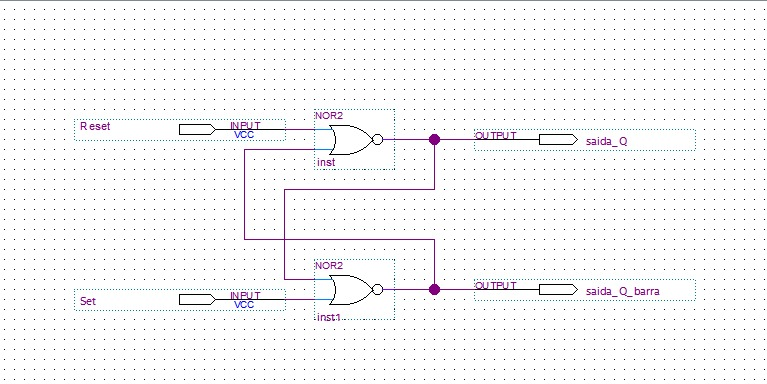 NOR2
Reset
INPUT
VCC
OUTPUT
saida_Q
inst
NOR2
Set
INPUT
VCC
OUTPUT
saida_Q_barra
inst1